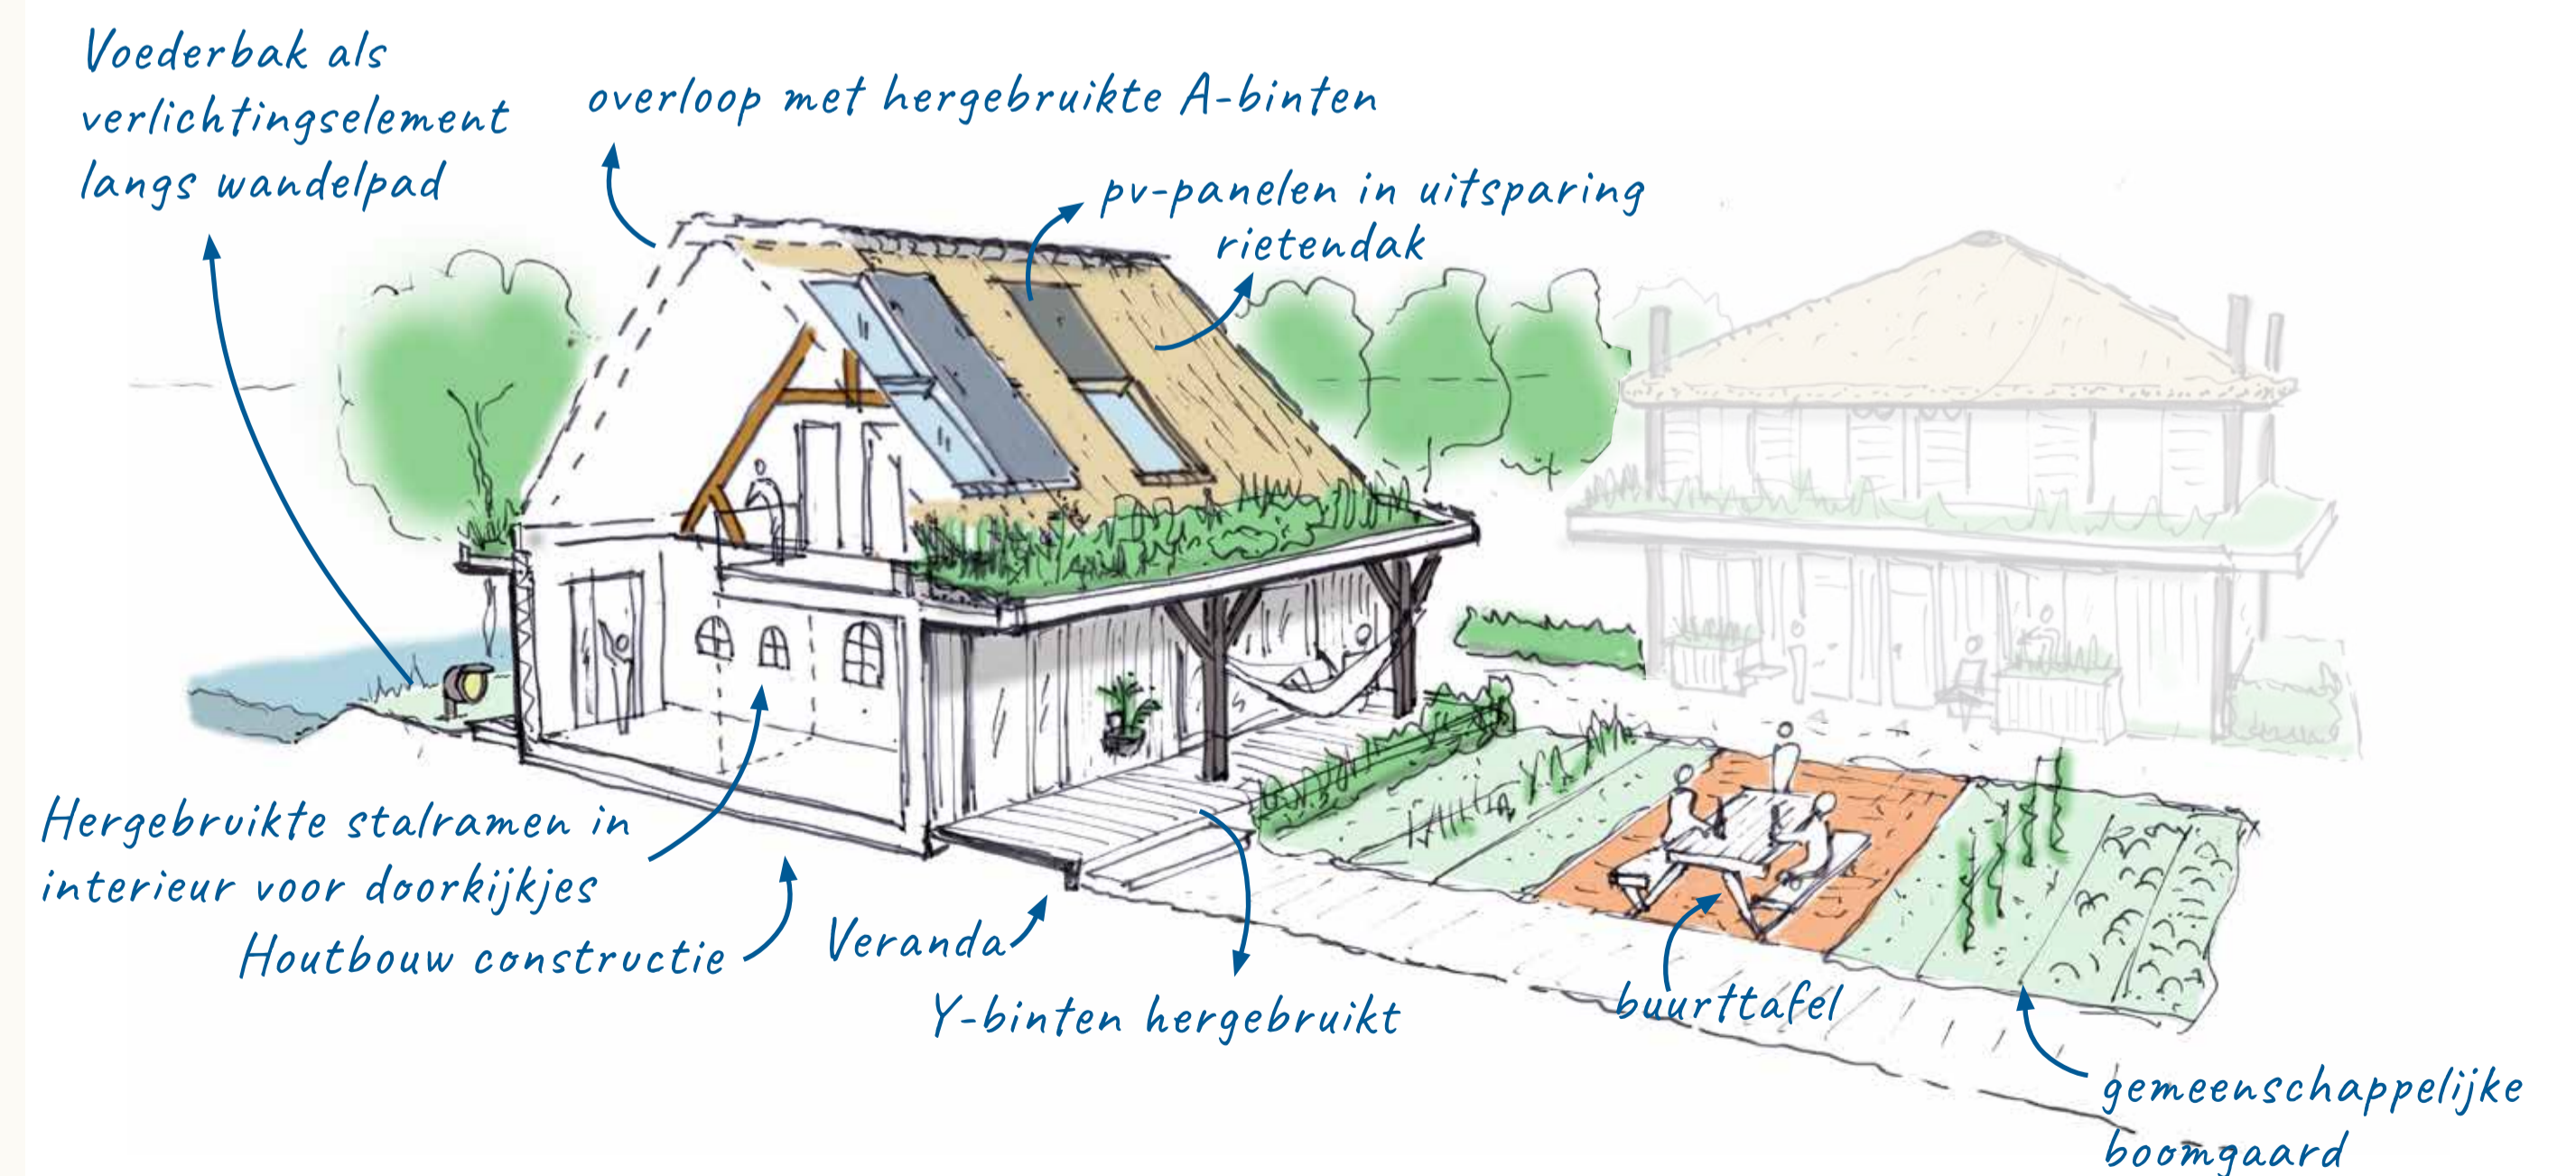 Voederbak als
verlichtingselement
langs wandelpad
overloop met hergebruikte A-binten
pv-panelen in uitsparing
rietendak
Hergebruikte stalramen in
interieur voor doorkijkjes
Houtbouw constructie
Veranda
Y-binten hergebruikt
buurttafel
gemeenschappelijke
boomgaard